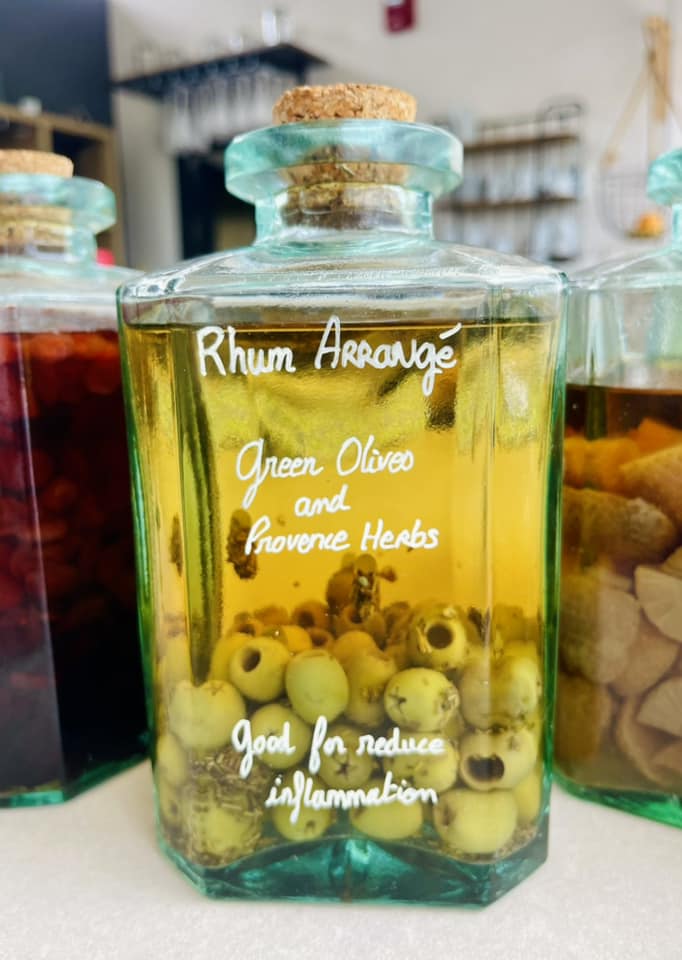 Rhum Arrangé
Green Olives
and
Provence Herbs
Good for reduce
inflammation